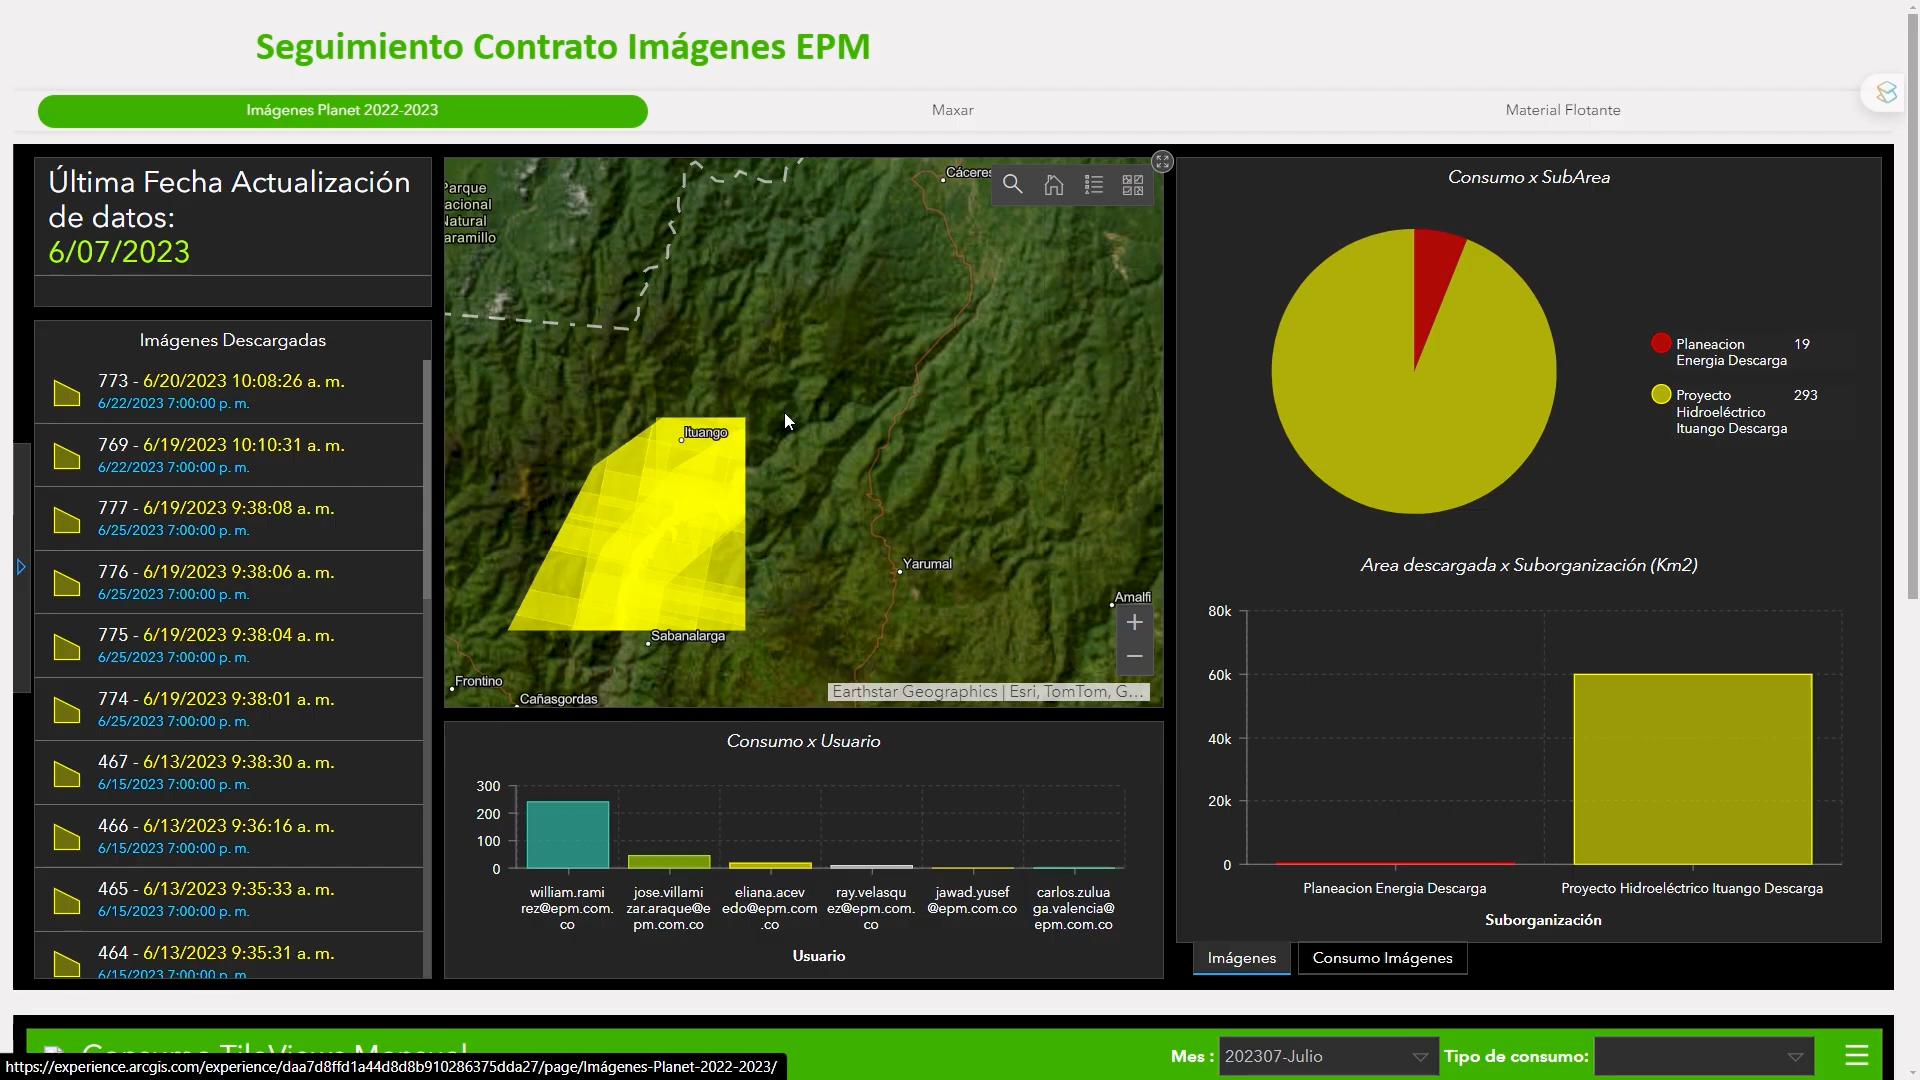 Seguimiento Contrato Imágenes EPM
Imágenes Planet 2022-2023
Maxar
Material Flotante
Última Fecha Actualización
de datos:
6/07/2023
Imágenes Descargadas
773 - 6/20/2023 10:08:26 a. m.
6/22/2023 7:00:00 p. m.
769 - 6/19/2023 10:10:31 a. m.
6/22/2023 7:00:00 p. m.
777 - 6/19/2023 9:38:08 a. m.
6/25/2023 7:00:00 p. m.
776 - 6/19/2023 9:38:06 a. m.
6/25/2023 7:00:00 p. m.
775 - 6/19/2023 9:38:04 a. m.
6/25/2023 7:00:00 p. m.
774 - 6/19/2023 9:38:01 a. m.
6/25/2023 7:00:00 p. m.
467 - 6/13/2023 9:38:30 a. m.
6/15/2023 7:00:00 p. m.
466 - 6/13/2023 9:36:16 a. m.
6/15/2023 7:00:00 p. m.
465 - 6/13/2023 9:35:33 a. m.
6/15/2023 7:00:00 p. m.
464 - 6/13/2023 9:35:31 a. m.
6/15/2023 7:00:00 p. m.
Parque
acional
Natural
aramillo
Cáceres
Ituango
Yarumal
Amalfi
Sabanalarga
Frontino
Cañasgordas
Earthstar Geographics | Esri, TomTom, G...
Consumo x Usuario
300
200
100
0
william.rami
rez@epm.com.
co
jose.villami
zar.araque@e
pm.com.co
eliana.acev
edo@epm.com
.co
ray.velasqu
ez@epm.com.
co
jawad.yusef
@epm.com.co
carlos.zulua
ga.valencia@
epm.com.co
Usuario
Consumo x SubArea
Planeacion 19
Energia Descarga
Proyecto 293
Hidroeléctrico
Ituango Descarga
Area descargada x Suborganización (Km2)
80k
60k
40k
20k
0
Planeacion Energia Descarga
Proyecto Hidroeléctrico Ituango Descarga
Suborganización
Imágenes
Consumo Imágenes
Consumo TileViews Mensual
Mes : 202307-Julio
Tipo de consumo:
https://experience.arcgis.com/experience/daa7d8ffd1a44d8d8b910286375dda27/page/Imágenes-Planet-2022-2023/